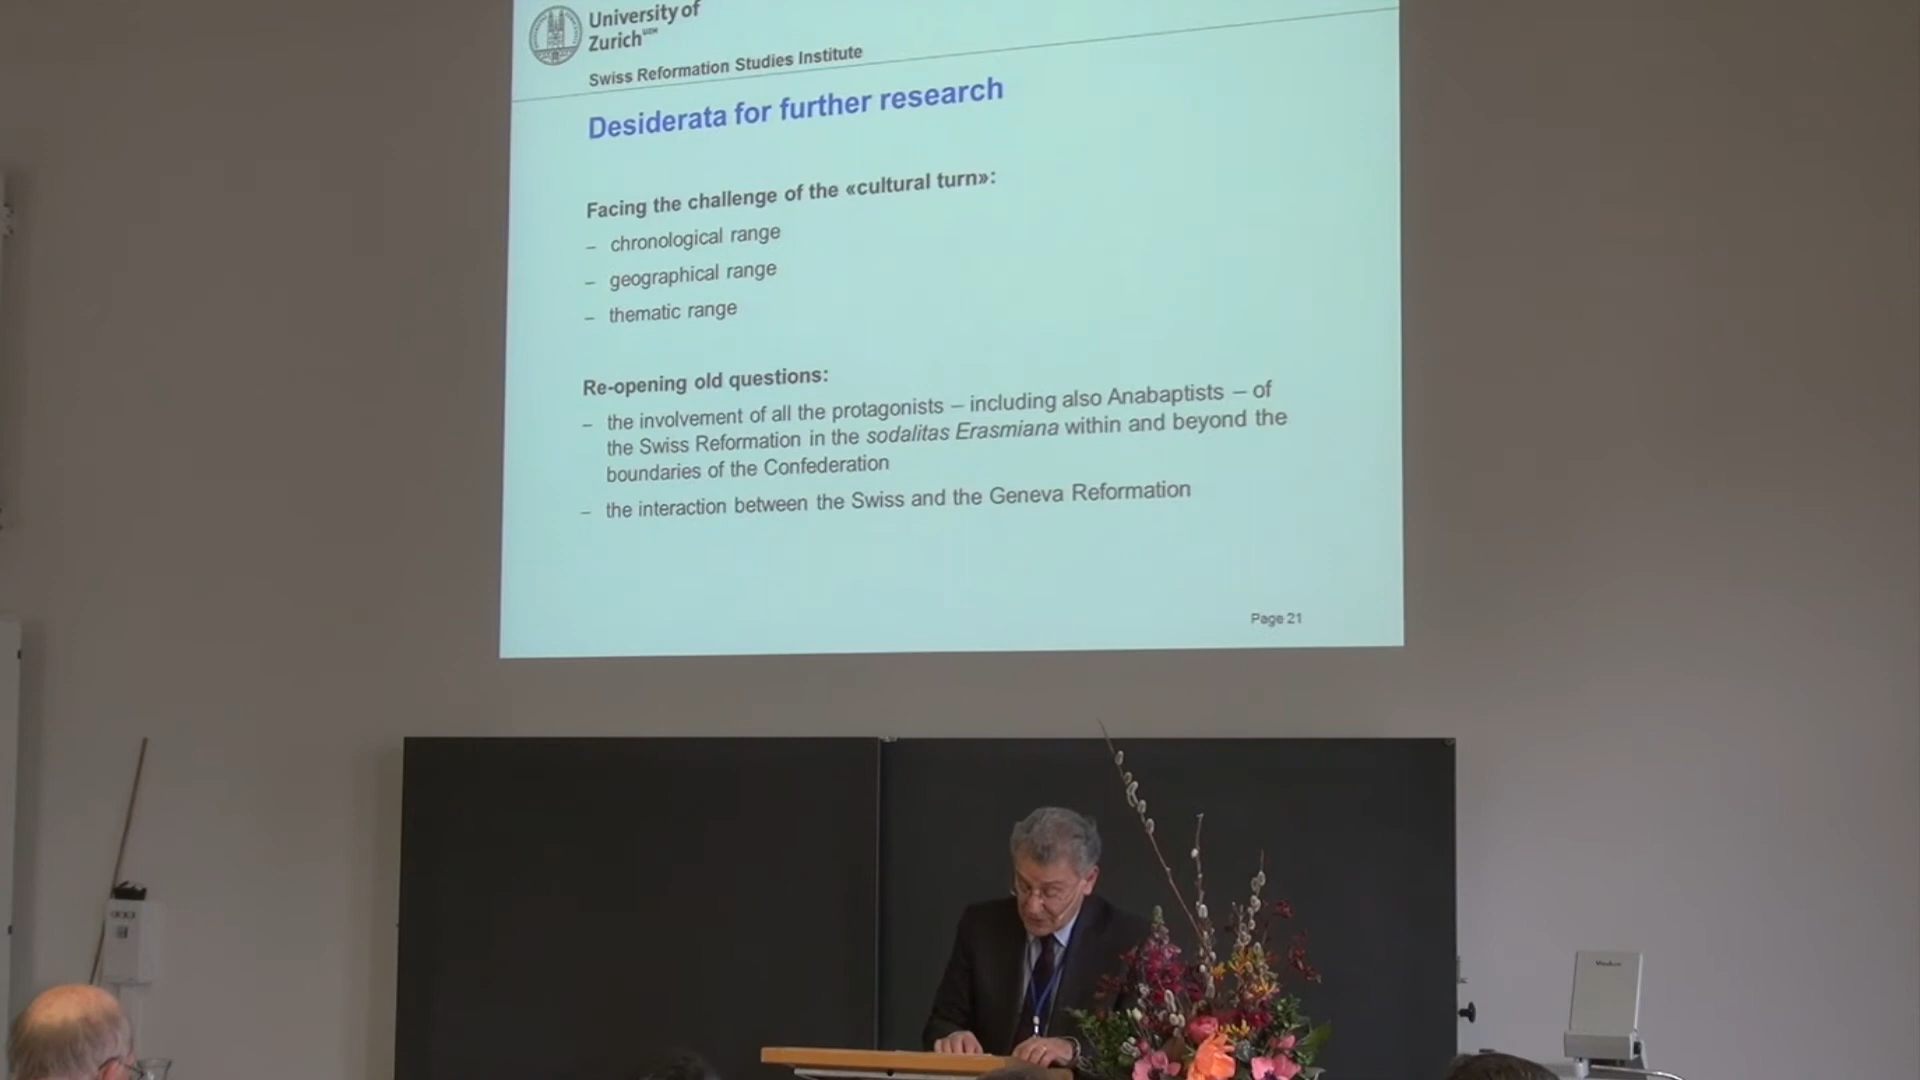 University of
Zurich UZH
Swiss Reformation Studies Institute
Desiderata for further research
Facing the challenge of the «cultural turn»:
– chronological range
– geographical range
– thematic range
Re-opening old questions:
– the involvement of all the protagonists – including also Anabaptists – of
the Swiss Reformation in the sodalitas Erasmiana within and beyond the
boundaries of the Confederation
– the interaction between the Swiss and the Geneva Reformation
Page 21